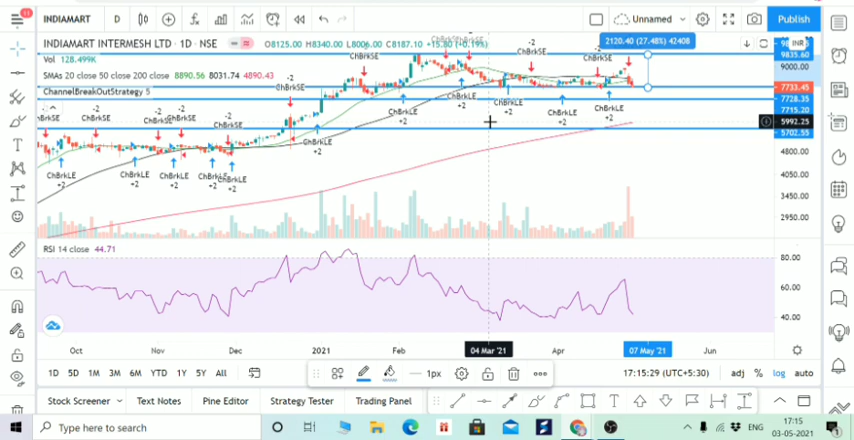 11
INDIAMART D Unnamed Publish
INDIAMART INTERMESH LTD · 1D · NSE O8125.00 H8340.00 L8006.00 C8187.10 +15.80 (+0.19%)
Vol 128.499K
SMAs 20 close 50 close 200 close 8890.56 8031.74 4890.43
ChannelBreakOutStrategy 5
2120.40 (27.48%) 42408
INR
9835.60
9000.00
7733.45
7728.35
7715.20
5992.25
5702.55
4800.00
4050.00
3450.00
2950.00
-2
ChBrkSE
ChBrkLE
+2
RSI 14 close 44.71
80.00
60.00
40.00
Oct Nov Dec 2021 Feb 04 Mar '21 Apr 07 May '21 Jun
1D 5D 1M 3M 6M YTD 1Y 5Y All 1px 17:15:29 (UTC+5:30) adj % log auto
Stock Screener Text Notes Pine Editor Strategy Tester Trading Panel
Type here to search ENG 17:15
03-05-2021